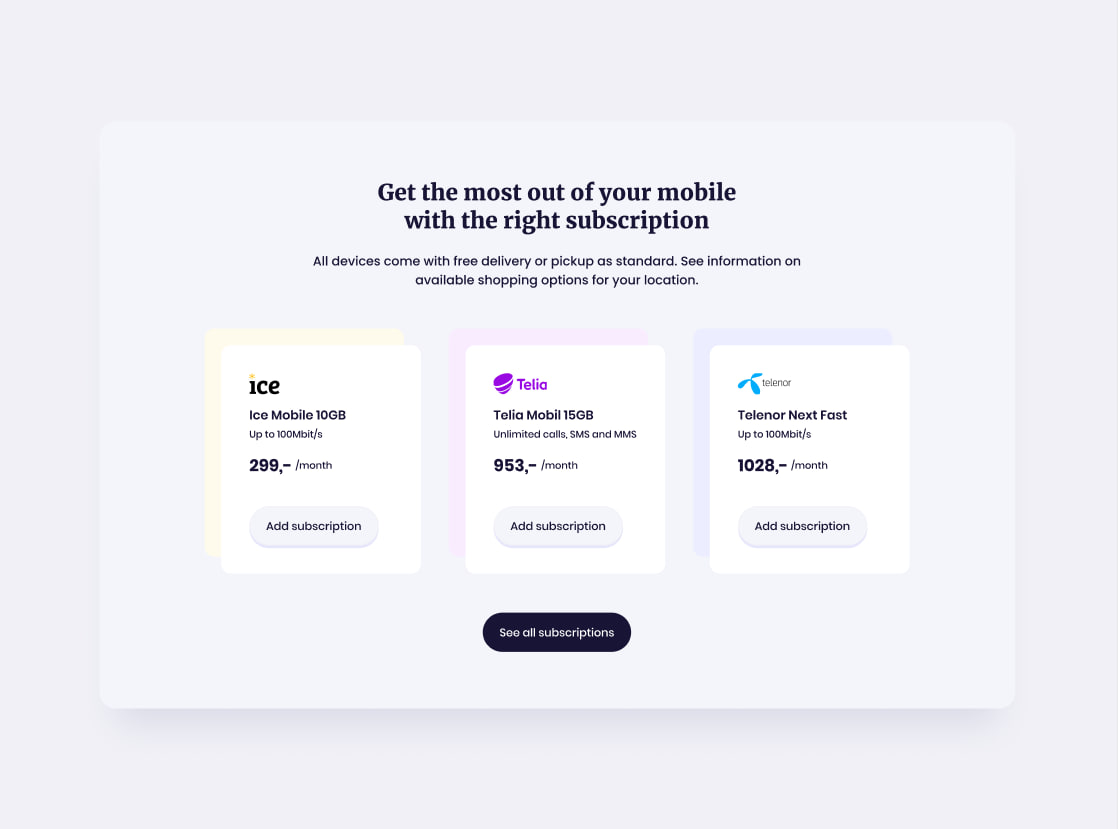 Get the most out of your mobile
with the right subscription
All devices come with free delivery or pickup as standard. See information on
available shopping options for your location.
ice
Ice Mobile 10GB
Up to 100Mbit/s
299,- /month
Add subscription
Telia
Telia Mobil 15GB
Unlimited calls, SMS and MMS
953,- /month
Add subscription
telenor
Telenor Next Fast
Up to 100Mbit/s
1028,- /month
Add subscription
See all subscriptions